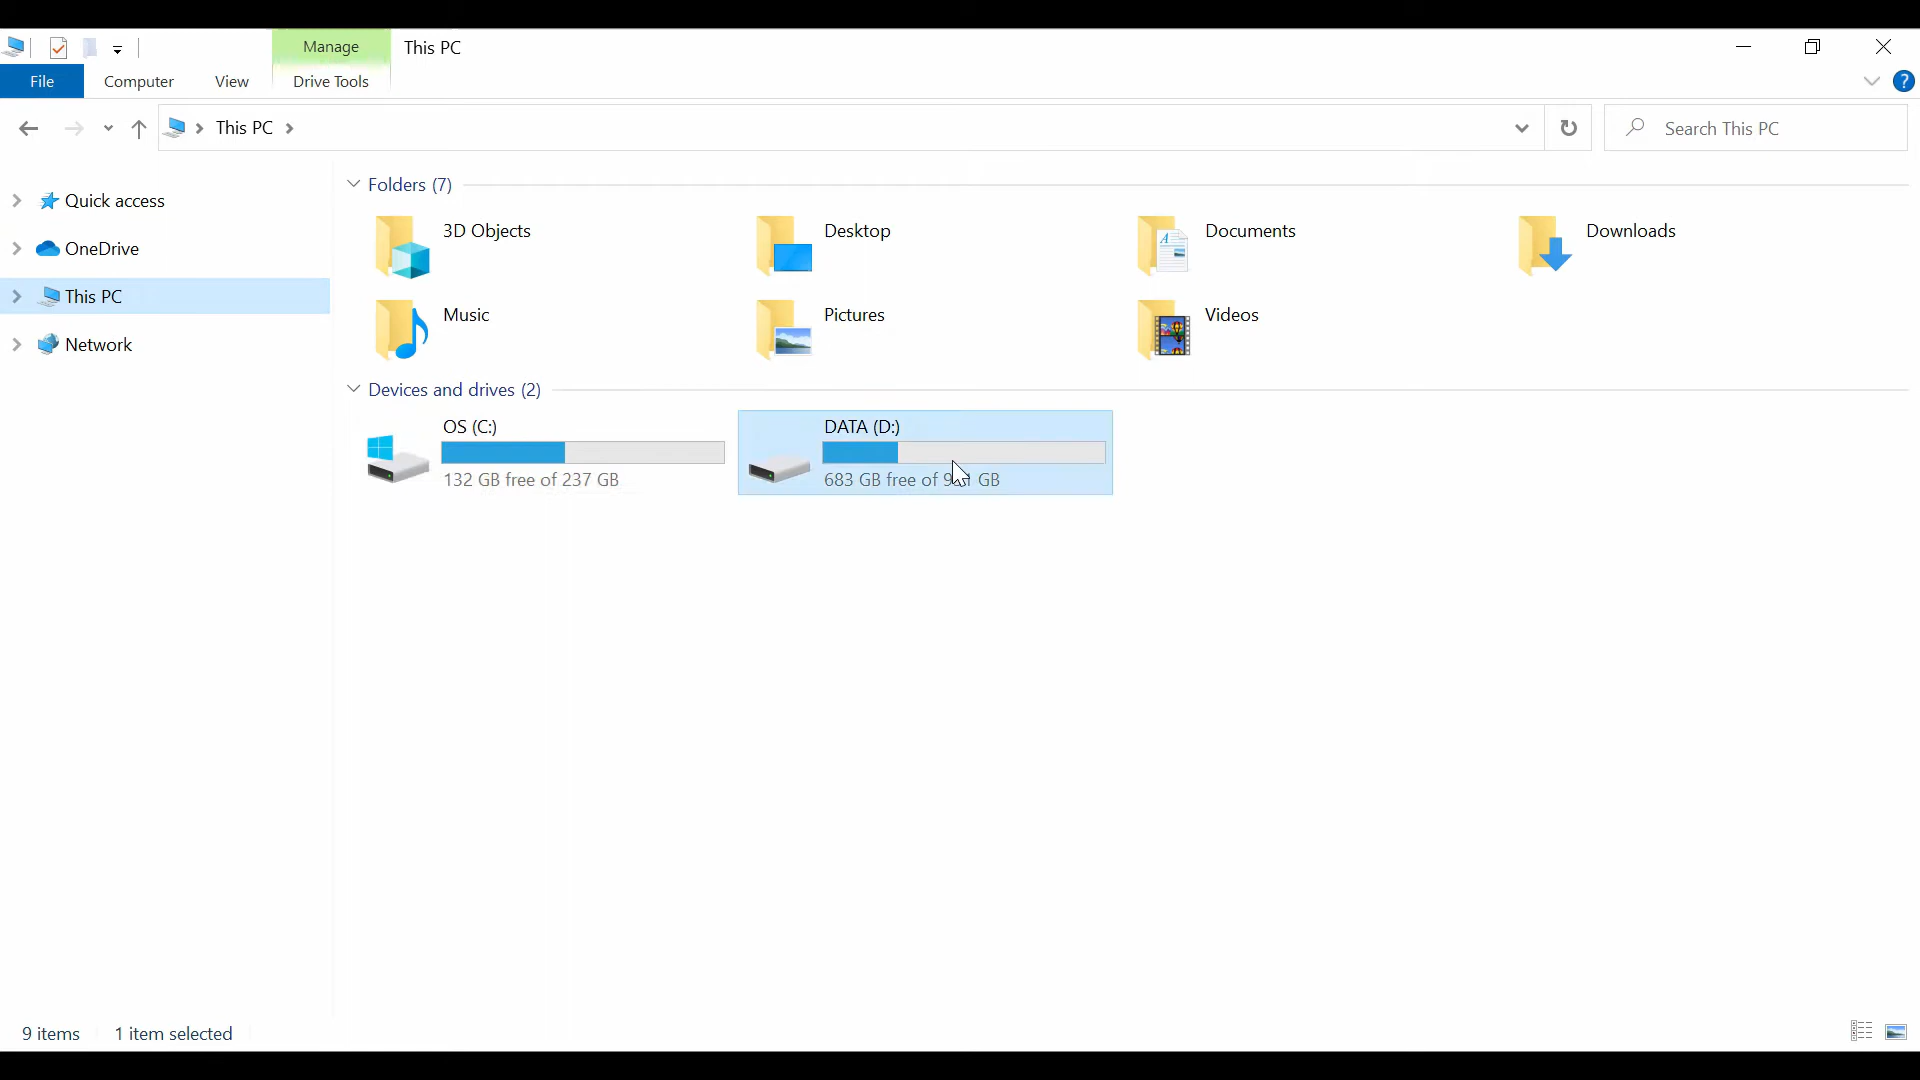 Manage This PC
File Computer View Drive Tools
This PC Search This PC
Quick access
OneDrive
This PC
Network
Folders (7)
3D Objects Desktop Documents Downloads
Music Pictures Videos
Devices and drives (2)
OS (C:) DATA (D:)
132 GB free of 237 GB 683 GB free of GB
9 items 1 item selected